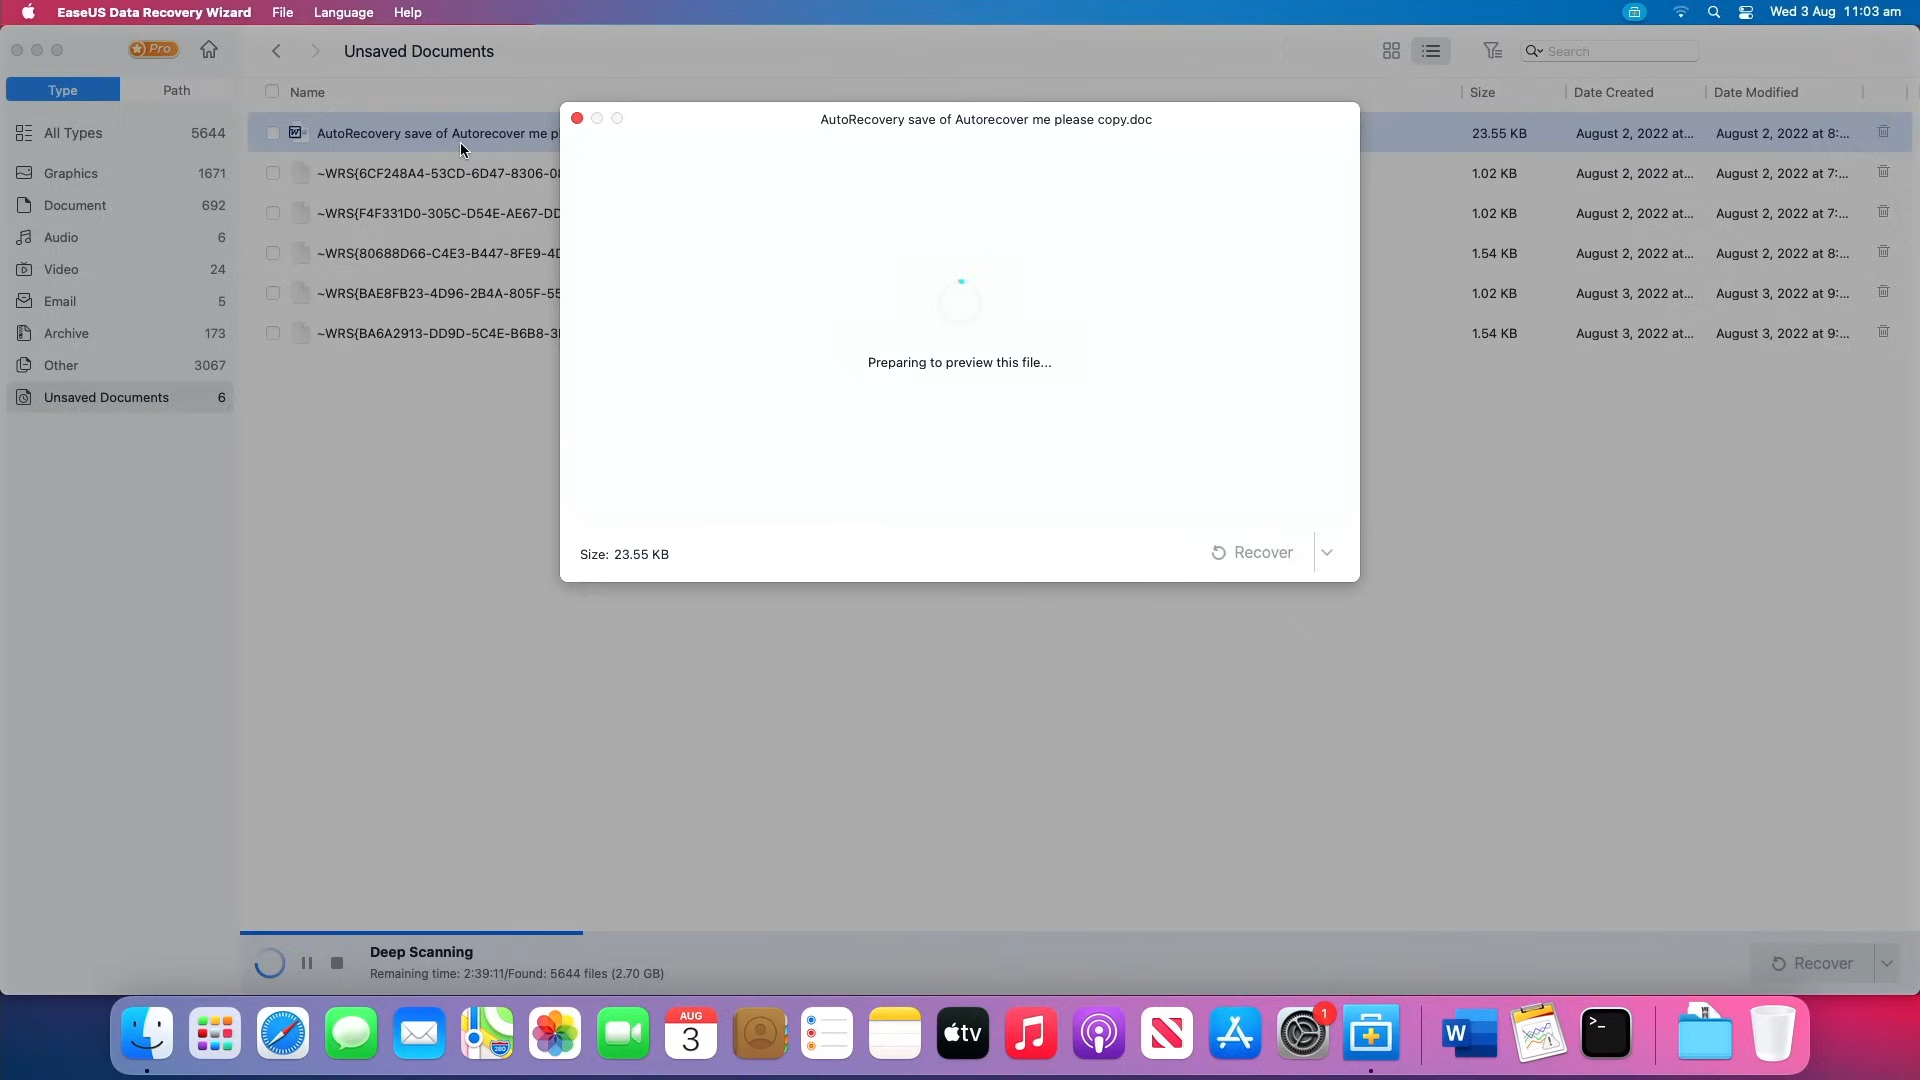 EaseUS Data Recovery Wizard File Language Help Wed 3 Aug 11:03 am
Pro Unsaved Documents Search
Type Path
Name Size Date Created Date Modified
All Types 5644
Graphics 1671
Document 692
Audio 6
Video 24
Email 5
Archive 173
Other 3067
Unsaved Documents 6
AutoRecovery save of Autorecover me p 23.55 KB August 2, 2022 at... August 2, 2022 at 8:...
~WRS{6CF248A4-53CD-6D47-8306-0 1.02 KB August 2, 2022 at... August 2, 2022 at 7:...
~WRS{F4F331D0-305C-D54E-AE67-DD 1.02 KB August 2, 2022 at... August 2, 2022 at 7:...
~WRS{80688D66-C4E3-B447-8FE9-4D 1.54 KB August 2, 2022 at... August 2, 2022 at 8:...
~WRS{BAE8FB23-4D96-2B4A-805F-55 1.02 KB August 3, 2022 at... August 3, 2022 at 9:...
~WRS{BA6A2913-DD9D-5C4E-B6B8-3 1.54 KB August 3, 2022 at... August 3, 2022 at 9:...
AutoRecovery save of Autorecover me please copy.doc
Preparing to preview this file...
Size: 23.55 KB Recover
Deep Scanning
Remaining time: 2:39:11/Found: 5644 files (2.70 GB)
Recover
280
AUG
3
tv
1
W
>_